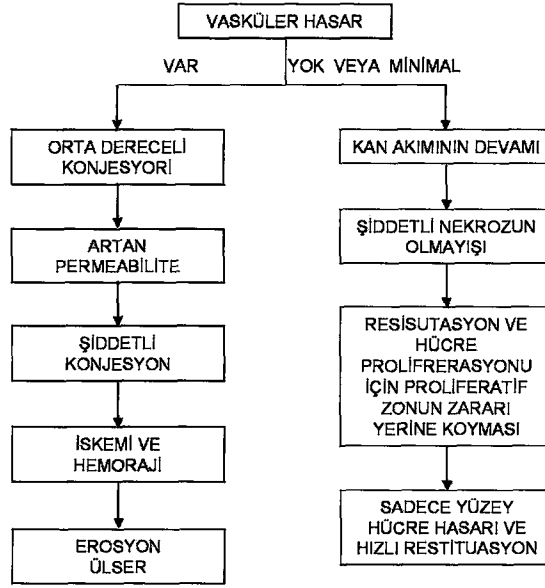 VASKÜLER HASAR
VAR
YOK VEYA MİNİMAL
ORTA DERECELİ
KONJESYORİ
ARTAN
PERMEABİLİTE
ŞİDDETLİ
KONJESYON
İSKEMİ VE
HEMORAJİ
EROSYON
ÜLSER
KAN AKIMININ DEVAMI
ŞİDDETLİ NEKROZUN
OLMAYIŞI
RESISUTASYON VE
HÜCRE
PROLİFRERASYONU
İÇİN PROLİFERATİF
ZONUN ZARARI
YERİNE KOYMASI
SADECE YÜZEY
HÜCRE HASARI VE
HIZLI RESTİTUASYON